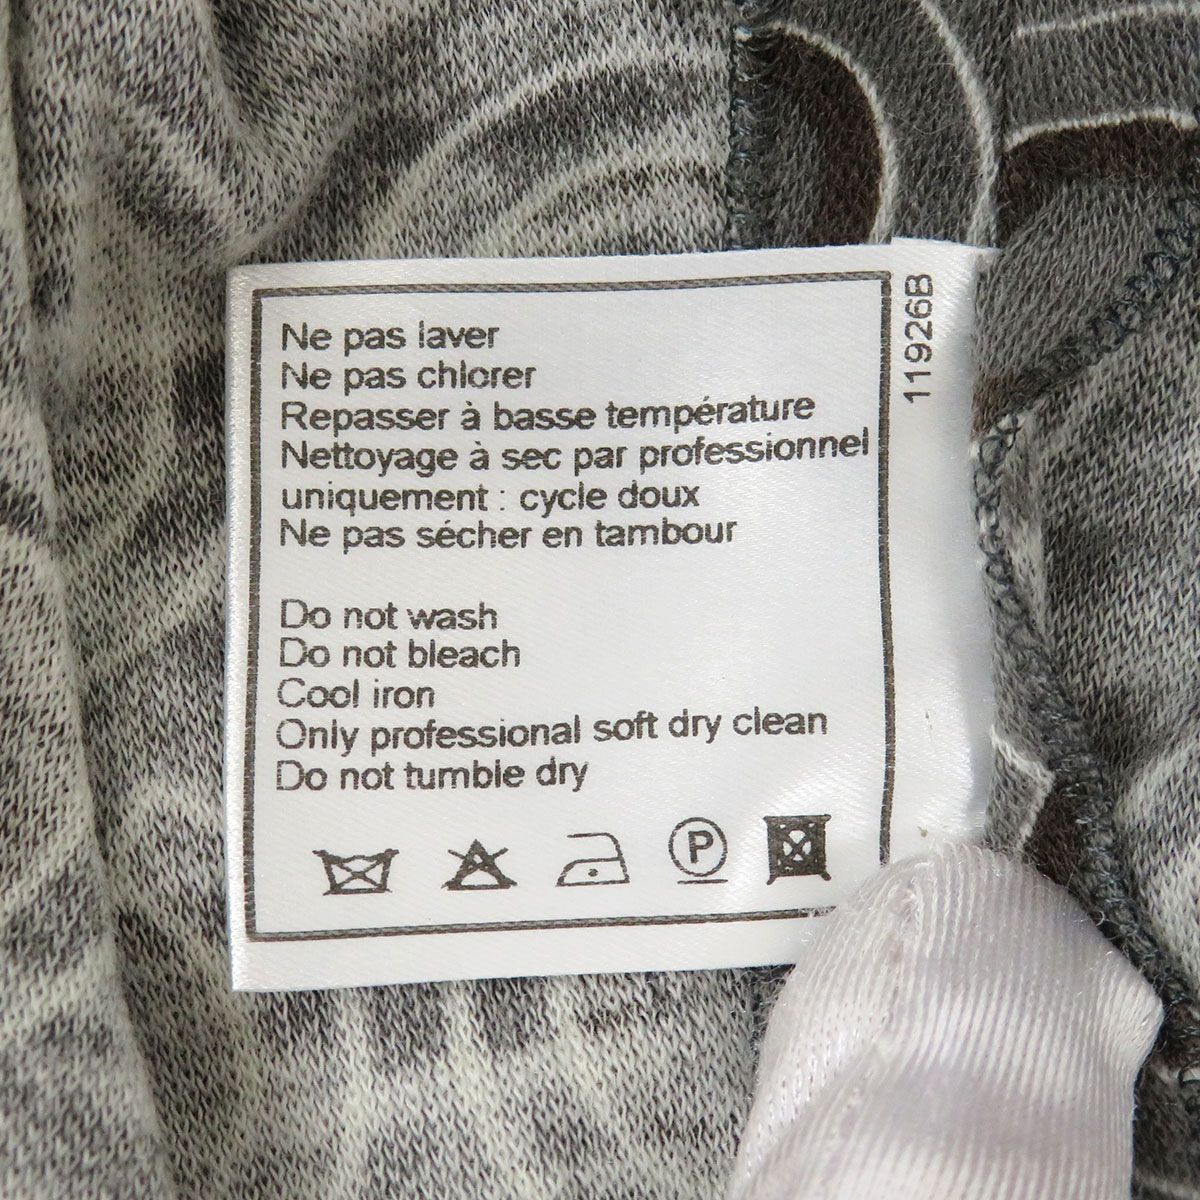 Ne pas laver
Ne pas chlorer
Repasser à basse température
Nettoyage à sec par professionnel
uniquement : cycle doux
Ne pas sécher en tambour
Do not wash
Do not bleach
Cool iron
Only professional soft dry clean
Do not tumble dry
P
11926B